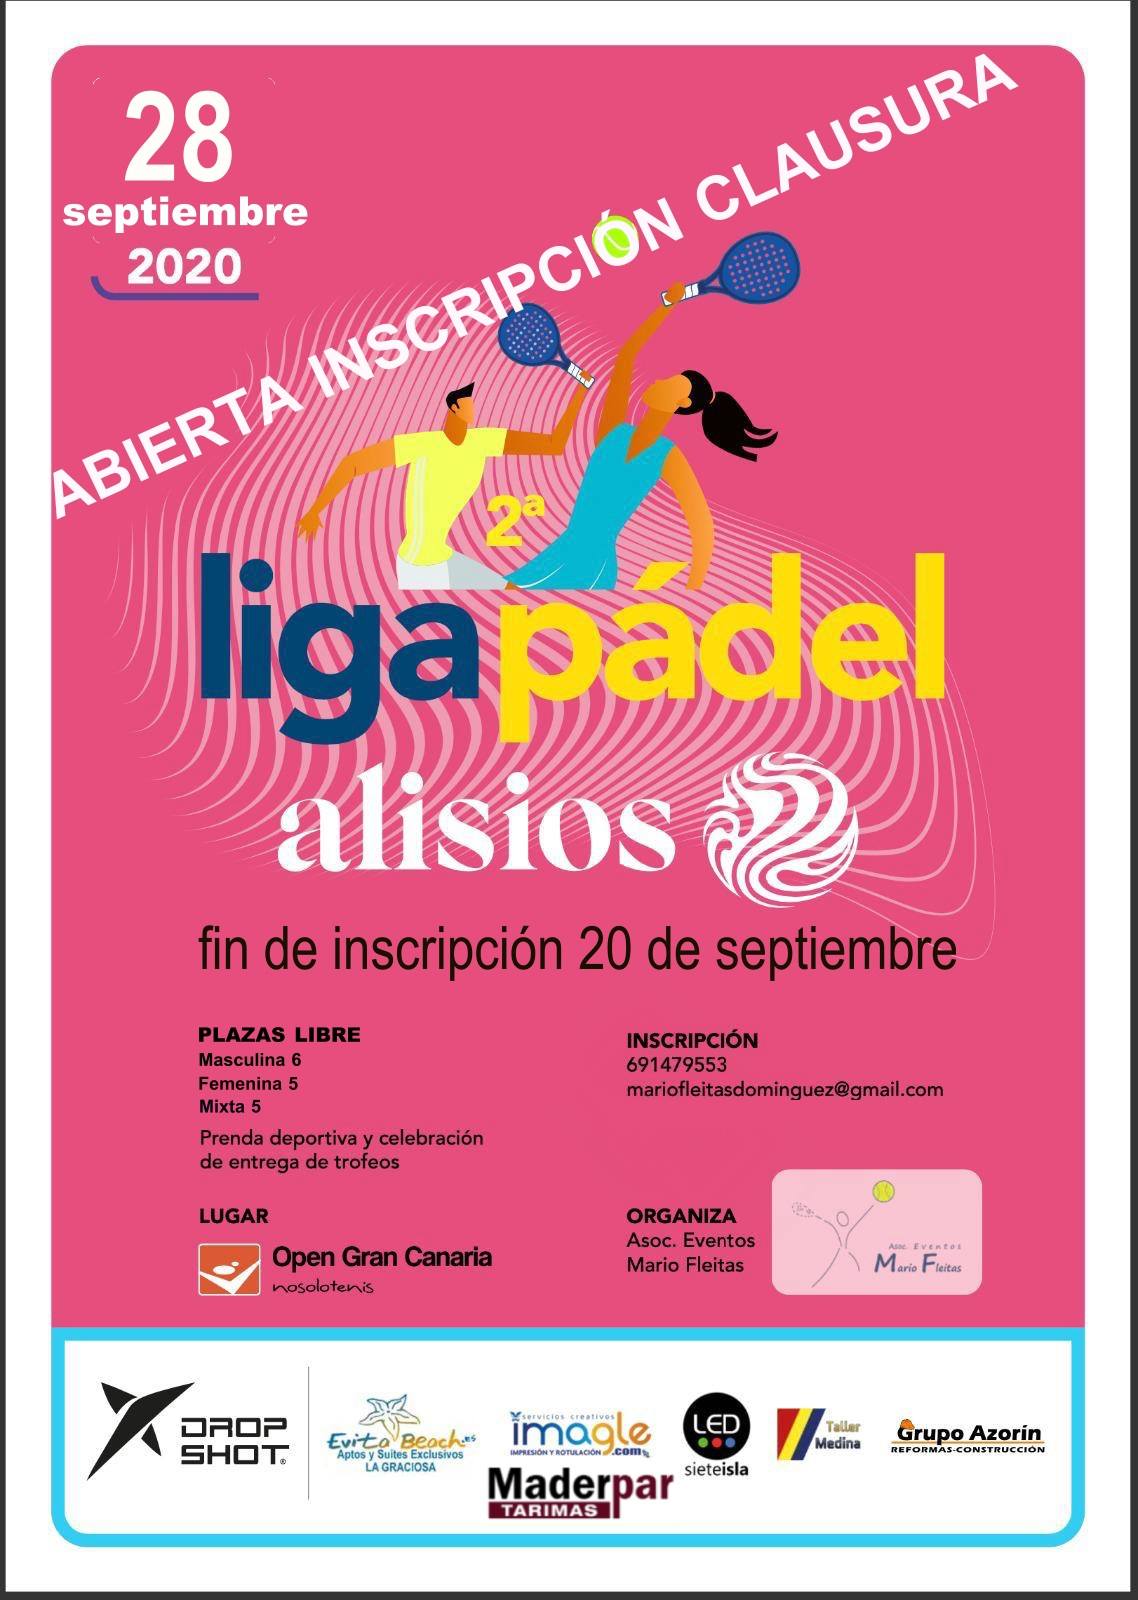 28
septiembre
2020
ABIERTA INSCRIPCIÓN CLAUSURA
2ª
ligapádel
alisios
fin de inscripción 20 de septiembre
PLAZAS LIBRE
Masculina 6
Femenina 5
Mixta 5
Prenda deportiva y celebración
de entrega de trofeos
INSCRIPCIÓN
691479553
mariofleitasdominguez@gmail.com
LUGAR
Open Gran Canaria
nosolotenis
ORGANIZA
Asoc. Eventos
Mario Fleitas
Asoc. Eventos
Mario Fleitas
DROP
SHOT®
Evita Beach.es
Aptos y Suites Exclusivos
LA GRACIOSA
servicios creativos
imagle
IMPRESIÓN Y ROTULACIÓN .com
Maderpar
TARIMAS
LED
sieteisla
Taller
Medina
Grupo Azorín
REFORMAS-CONSTRUCCIÓN